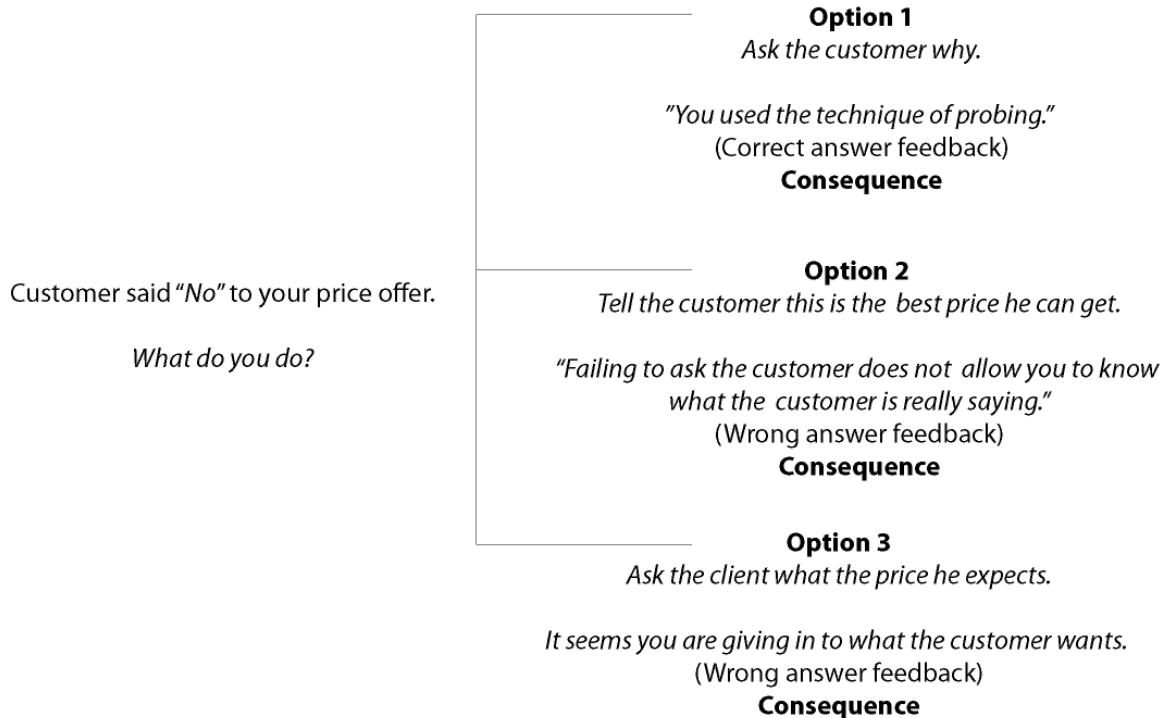 Option 1
Ask the customer why.
"You used the technique of probing."
(Correct answer feedback)
Consequence
Customer said "No" to your price offer.
What do you do?
Option 2
Tell the customer this is the best price he can get.
"Failing to ask the customer does not allow you to know
what the customer is really saying."
(Wrong answer feedback)
Consequence
Option 3
Ask the client what the price he expects.
It seems you are giving in to what the customer wants.
(Wrong answer feedback)
Consequence